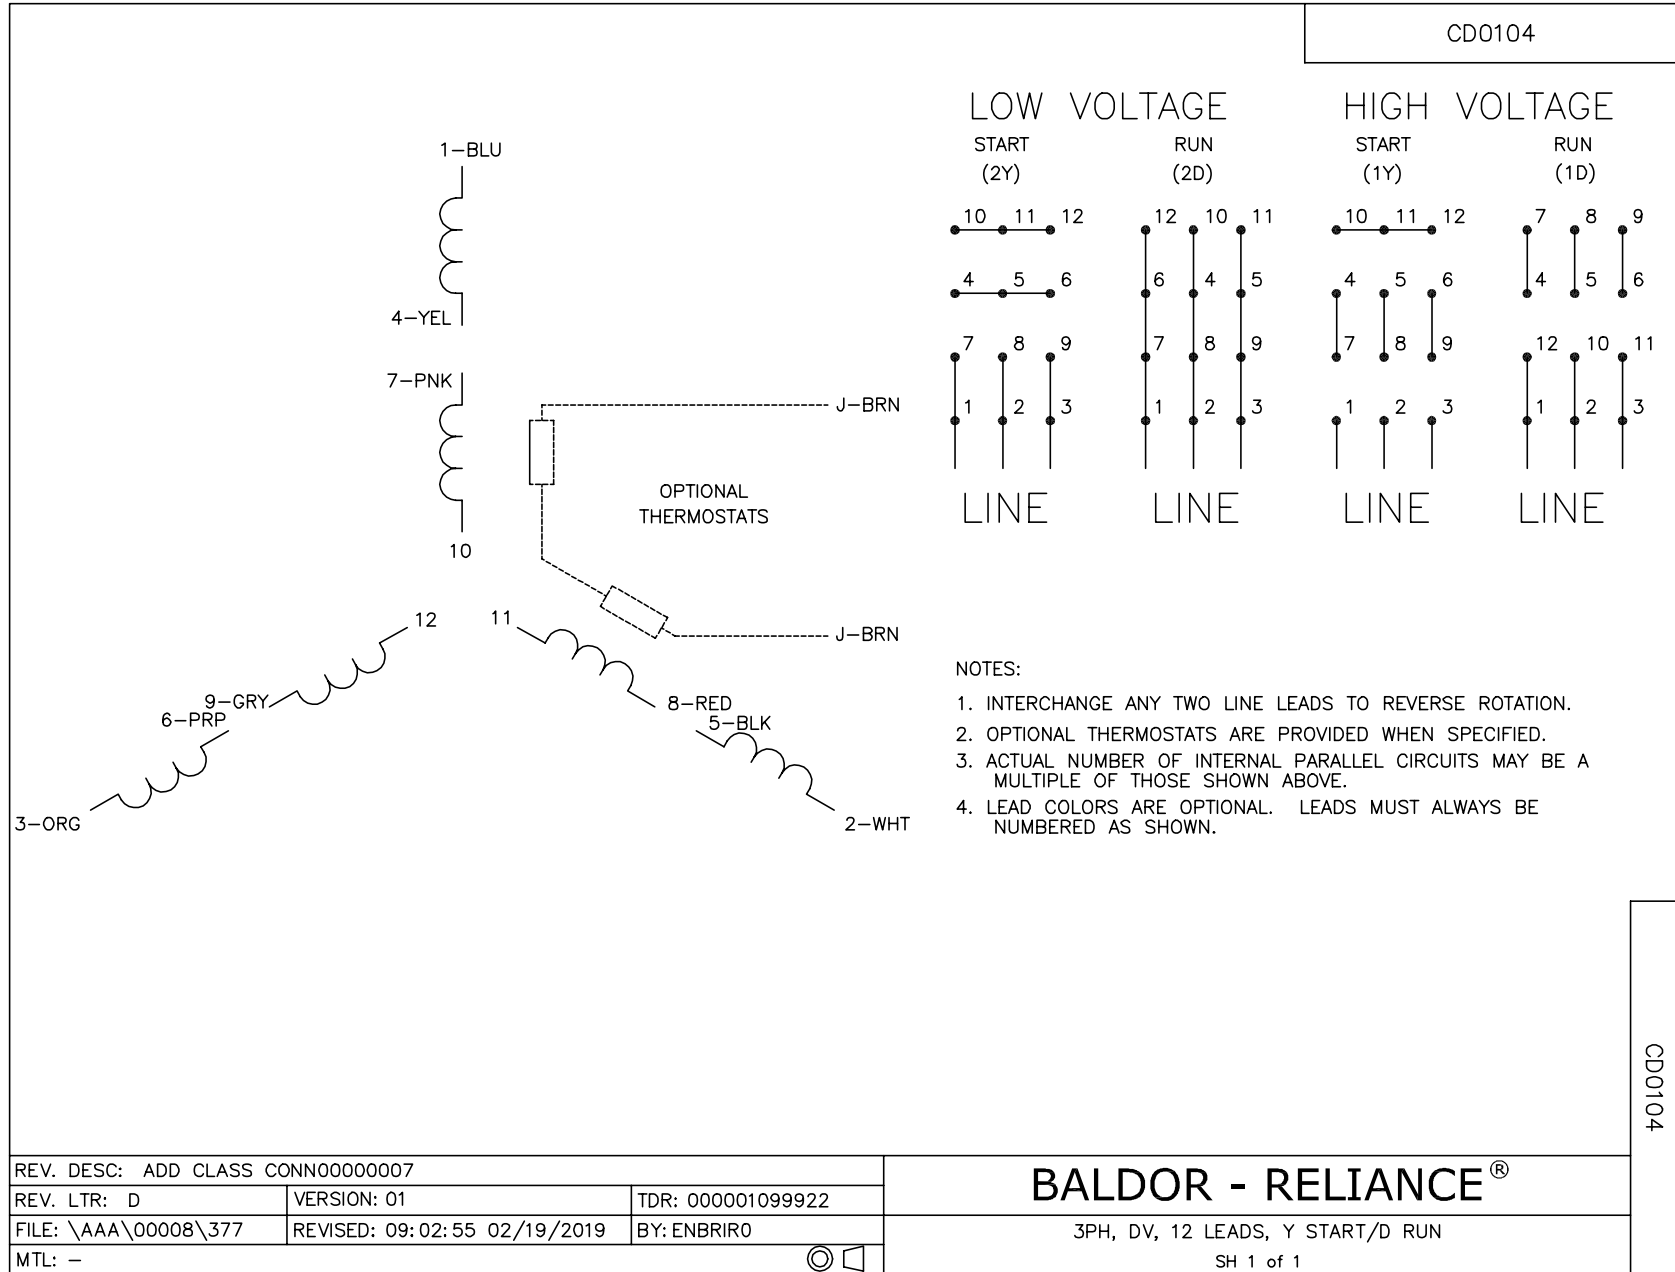 CD0104
LOW VOLTAGE
HIGH VOLTAGE
START
RUN
START
RUN
(2Y)
(2D)
(1Y)
(1D)
10 11 12
12 10 11
10 11 12
7 8 9
4 5 6
6 4 5
4 5 6
4 5 6
7 8 9
7 8 9
7 8 9
12 10 11
1 2 3
1 2 3
1 2 3
1 2 3
LINE
LINE
LINE
LINE
1-BLU
4-YEL
7-PNK
10
J-BRN
OPTIONAL
THERMOSTATS
J-BRN
12
11
9-GRY
6-PRP
3-ORG
8-RED
5-BLK
2-WHT
NOTES:
1. INTERCHANGE ANY TWO LINE LEADS TO REVERSE ROTATION.
2. OPTIONAL THERMOSTATS ARE PROVIDED WHEN SPECIFIED.
3. ACTUAL NUMBER OF INTERNAL PARALLEL CIRCUITS MAY BE A
MULTIPLE OF THOSE SHOWN ABOVE.
4. LEAD COLORS ARE OPTIONAL. LEADS MUST ALWAYS BE
NUMBERED AS SHOWN.
CD0104
REV. DESC: ADD CLASS CONN00000007
REV. LTR: D
VERSION: 01
TDR: 000001099922
FILE: \AAA\00008\377
REVISED: 09:02:55 02/19/2019
BY: ENBRIRO
MTL: -
BALDOR - RELIANCE®
3PH, DV, 12 LEADS, Y START/D RUN
SH 1 of 1